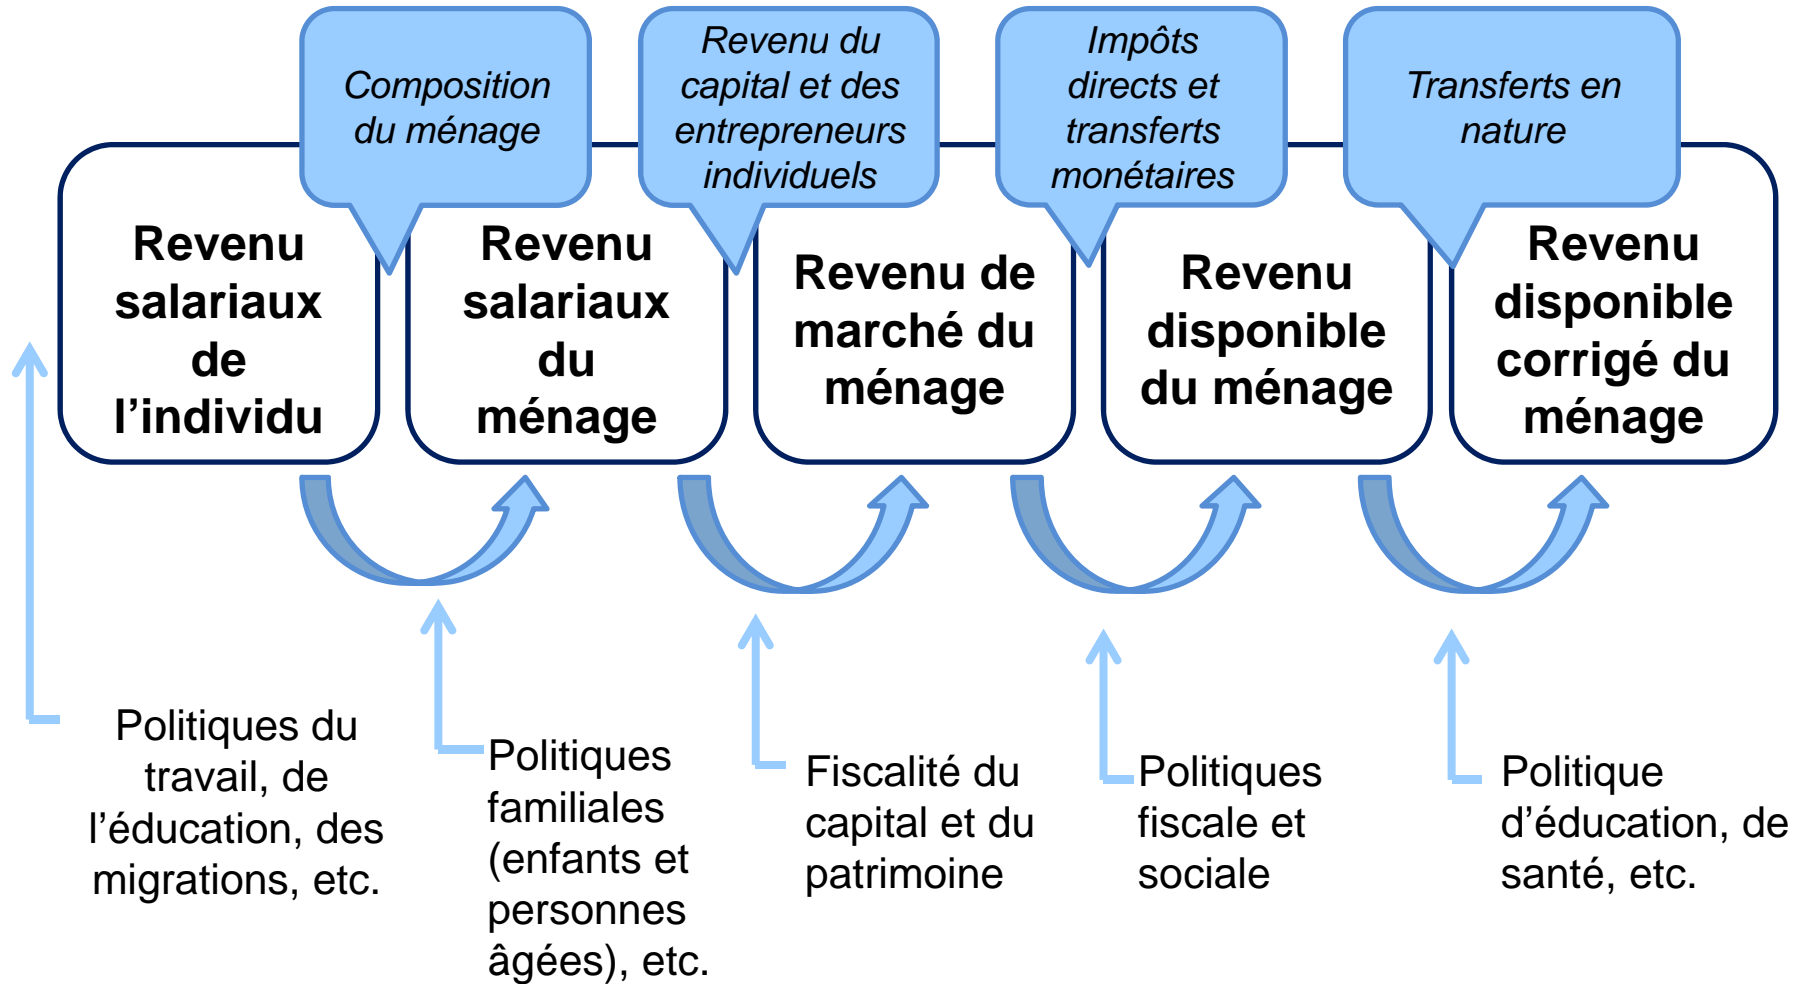 Composition
du ménage
Revenu du
capital et des
entrepreneurs
individuels
Impôts
directs et
transferts
monétaires
Transferts en
nature
Revenu
salariaux
de
l’individu
Revenu
salariaux
du
ménage
Revenu de
marché du
ménage
Revenu
disponible
du ménage
Revenu
disponible
corrigé du
ménage
Politiques du
travail, de
l’éducation, des
migrations, etc.
Politiques
familiales
(enfants et
personnes
âgées), etc.
Fiscalité du
capital et du
patrimoine
Politiques
fiscale et
sociale
Politique
d’éducation, de
santé, etc.